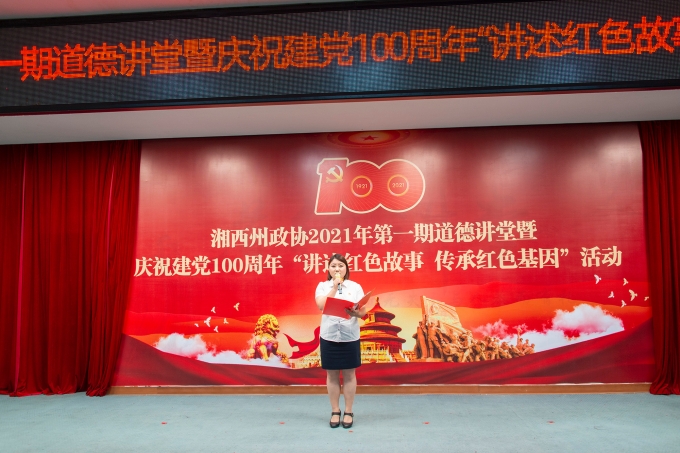 一期道德讲堂暨庆祝建党100周年“讲述红色故事
100
1921
2021
湘西州政协2021年第一期道德讲堂暨
庆祝建党100周年“讲述红色故事 传承红色基因”活动